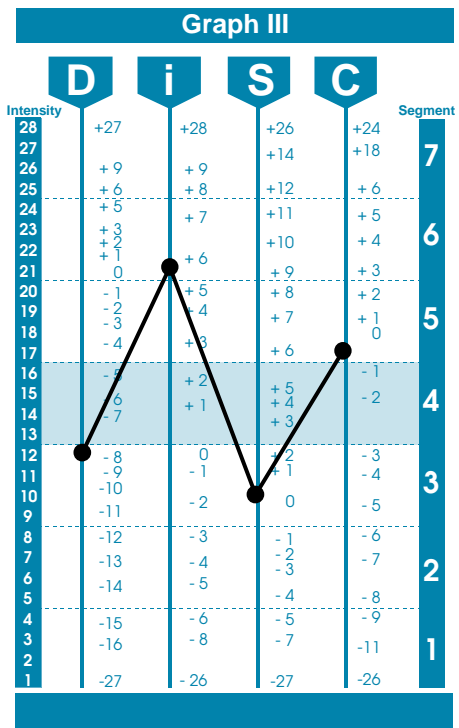 Graph III
D i S C
Intensity Segment
28 +27 +28 +26 +24
27 +14 +18 7
26 + 9 + 9
25 + 6 + 8 +12 + 6
24 + 5 + 7 +11 + 5
23 + 3 6
+ 2 +10 + 4
22 + 1 + 6
21 0 + 9 + 3
20 - 1 + 5 + 8 + 2
19 - 2 + 4 + 7 + 1 5
18 - 3 0
17 - 4 + 3 + 6
16 - 5 + 2 - 1
15 - 6 + 1 + 5 - 2 4
14 - 7 + 4
13 + 3
12 - 8 0 + 2 - 3
11 - 9 - 1 + 1 - 4 3
10 -10 - 2 0 - 5
9 -11
8 -12 - 3 - 1 - 6
7 -13 - 4 - 2 - 7 2
6 -14 - 5 - 3
5 - 4 - 8
4 -15 - 6 - 5 - 9
3 -16 - 8 - 7 -11 1
2
1 -27 - 26 -27 -26